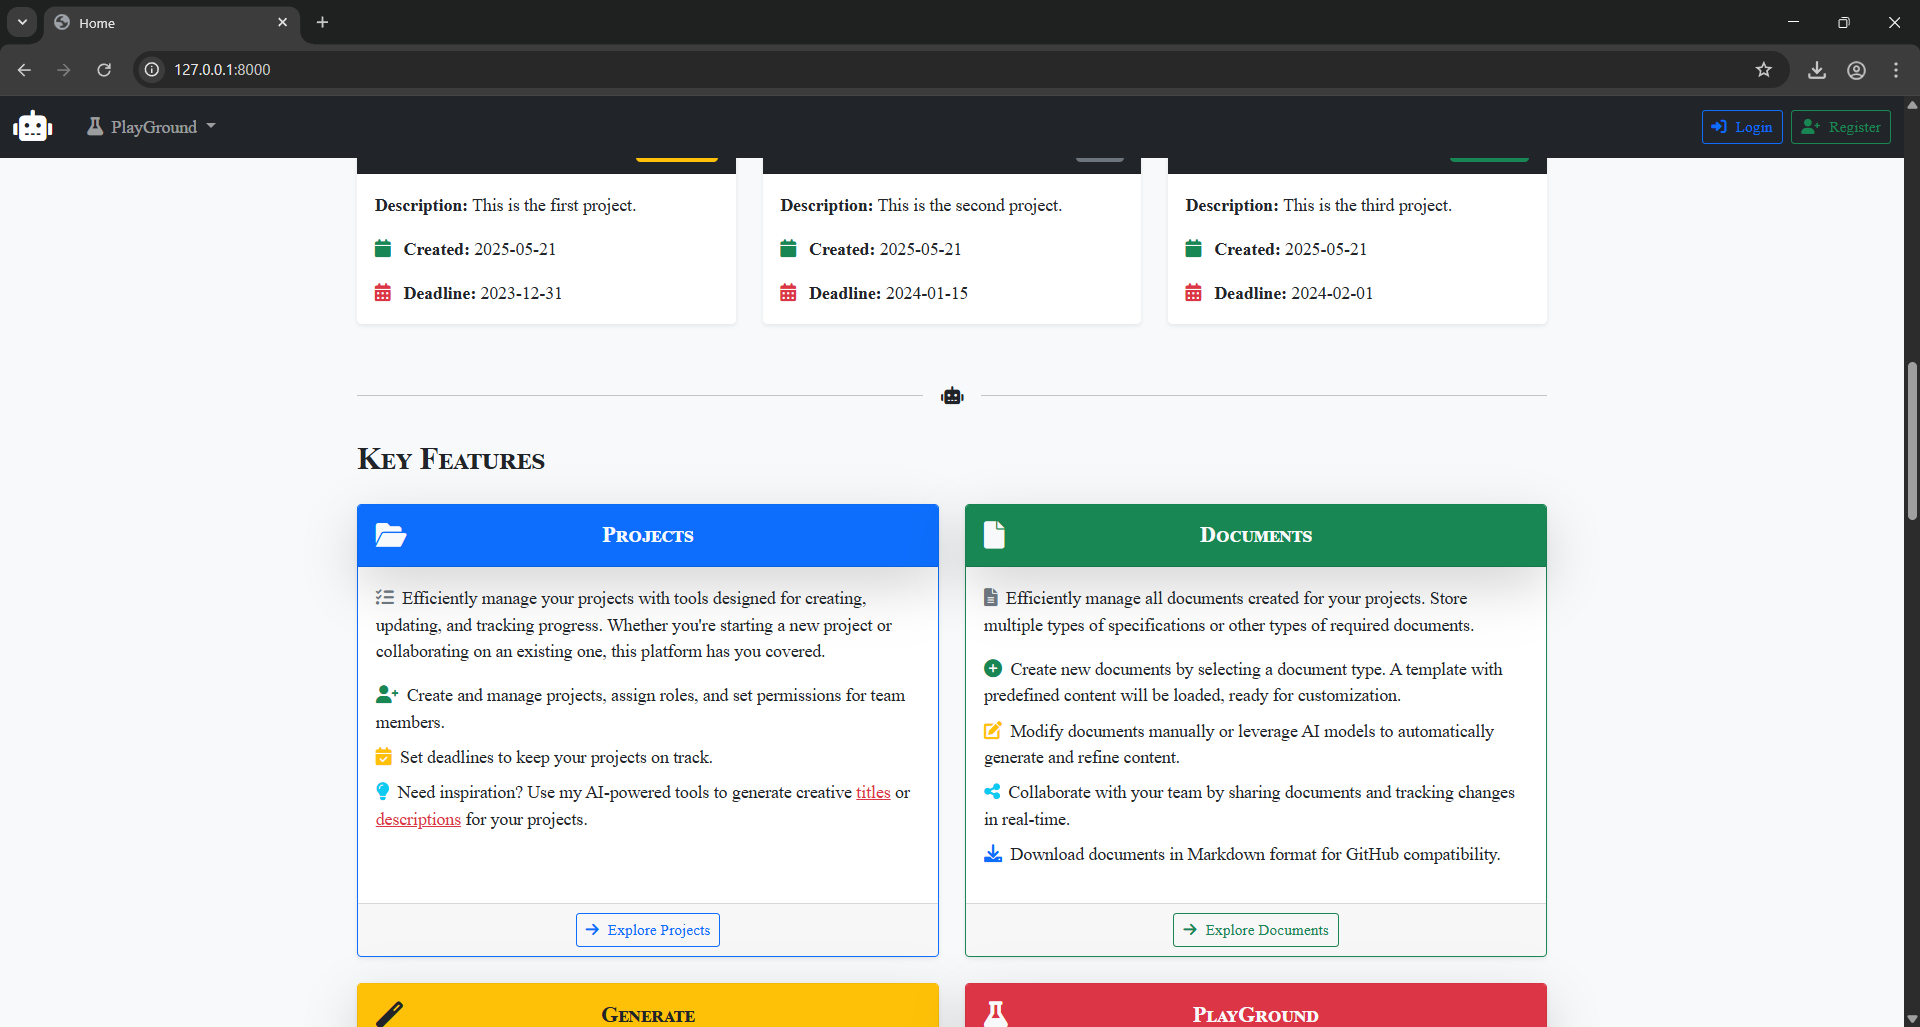 Home
127.0.0.1:8000
PlayGround
Login
Register
Description: This is the first project.
Created: 2025-05-21
Deadline: 2023-12-31
Description: This is the second project.
Created: 2025-05-21
Deadline: 2024-01-15
Description: This is the third project.
Created: 2025-05-21
Deadline: 2024-02-01
Key Features
Projects
Efficiently manage your projects with tools designed for creating,
updating, and tracking progress. Whether you're starting a new project or
collaborating on an existing one, this platform has you covered.
Create and manage projects, assign roles, and set permissions for team
members.
Set deadlines to keep your projects on track.
Need inspiration? Use my AI-powered tools to generate creative titles or
descriptions for your projects.
Explore Projects
Documents
Efficiently manage all documents created for your projects. Store
multiple types of specifications or other types of required documents.
Create new documents by selecting a document type. A template with
predefined content will be loaded, ready for customization.
Modify documents manually or leverage AI models to automatically
generate and refine content.
Collaborate with your team by sharing documents and tracking changes
in real-time.
Download documents in Markdown format for GitHub compatibility.
Explore Documents
Generate
PlayGround